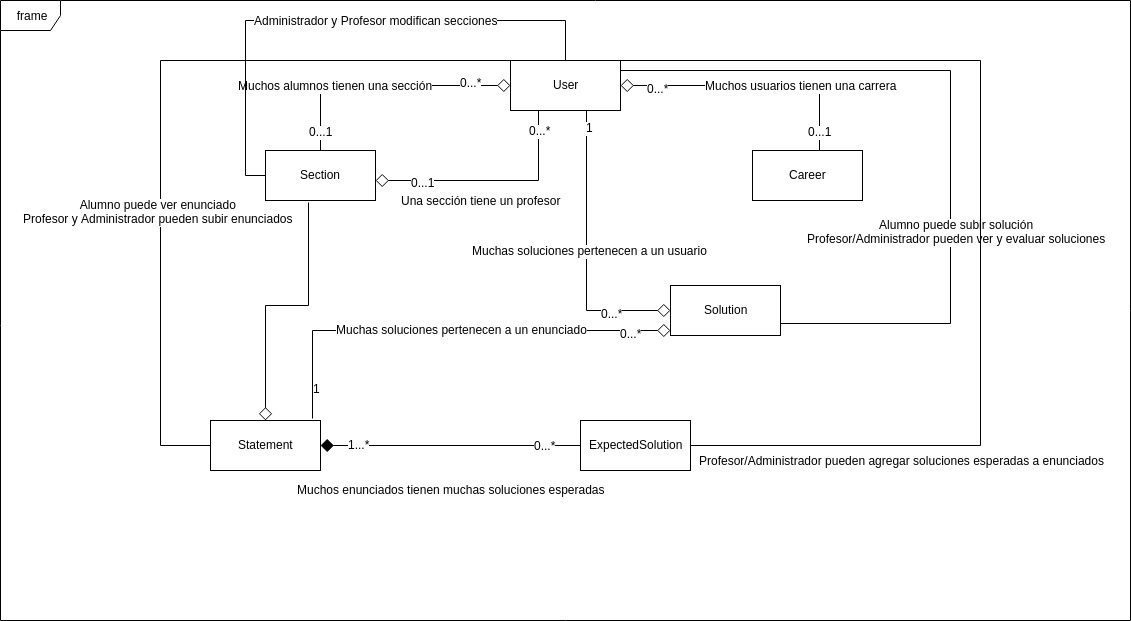 frame
Administrador y Profesor modifican secciones
Muchos alumnos tienen una sección
0...*
User
0...*
Muchos usuarios tienen una carrera
0...1
0...*
1
0...1
Section
0...1
Career
Una sección tiene un profesor
Alumno puede ver enunciado
Profesor y Administrador pueden subir enunciados
Alumno puede subir solución
Profesor/Administrador pueden ver y evaluar soluciones
Muchas soluciones pertenecen a un usuario
0...*
Solution
Muchas soluciones pertenecen a un enunciado
0...*
1
Statement
1...*
0...*
ExpectedSolution
Profesor/Administrador pueden agregar soluciones esperadas a enunciados
Muchos enunciados tienen muchas soluciones esperadas